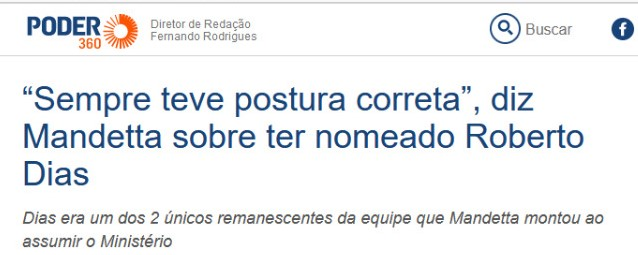 PODER
360
Diretor de Redação
Fernando Rodrigues
Buscar
f
“Sempre teve postura correta”, diz
Mandetta sobre ter nomeado Roberto
Dias
Dias era um dos 2 únicos remanescentes da equipe que Mandetta montou ao
assumir o Ministério